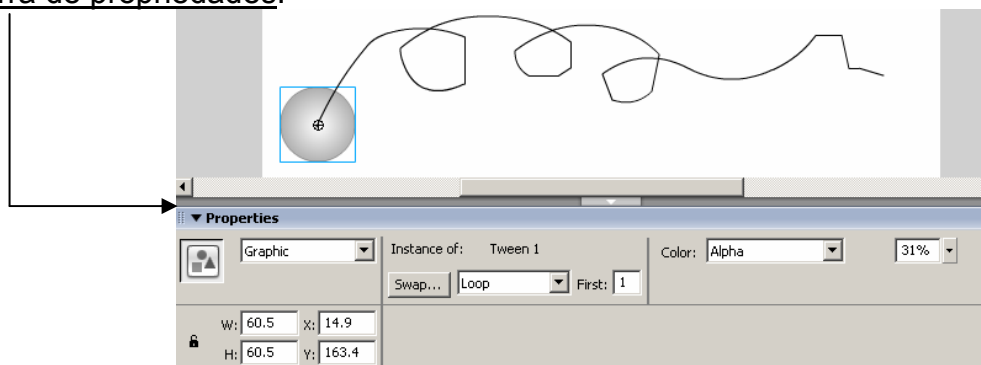 rra de propriedades.
Properties
Graphic Instance of: Tween 1 Color: Alpha 31%
Swap... Loop First: 1
W: 60.5 X: 14.9
H: 60.5 Y: 163.4